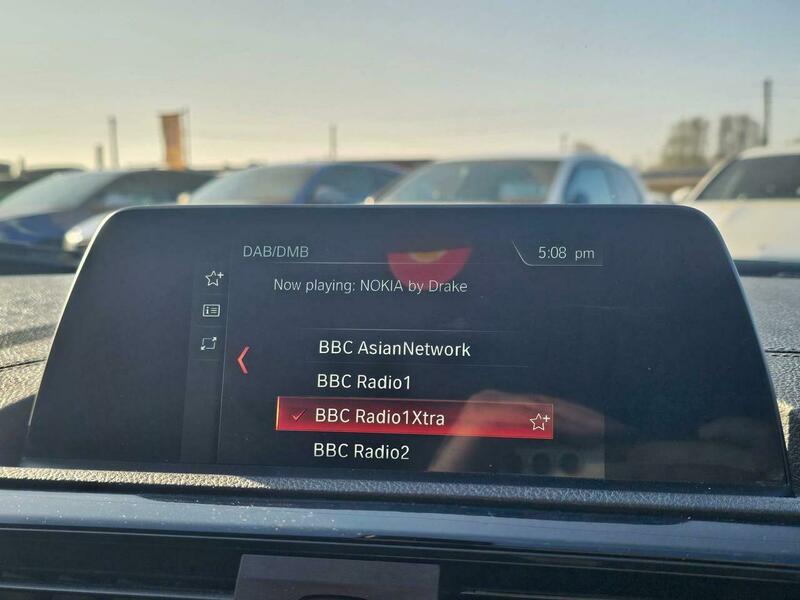 DAB/DMB
5:08 pm
Now playing: NOKIA by Drake
BBC AsianNetwork
BBC Radio1
BBC Radio1Xtra
BBC Radio2